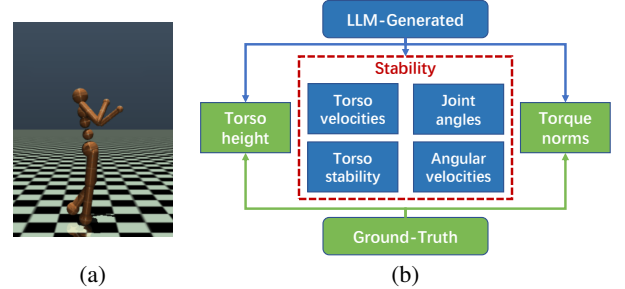 LLM-Generated
Stability
Torso
velocities
Joint
angles
Torso
height
Torque
norms
Torso
stability
Angular
velocities
Ground-Truth
(a)
(b)